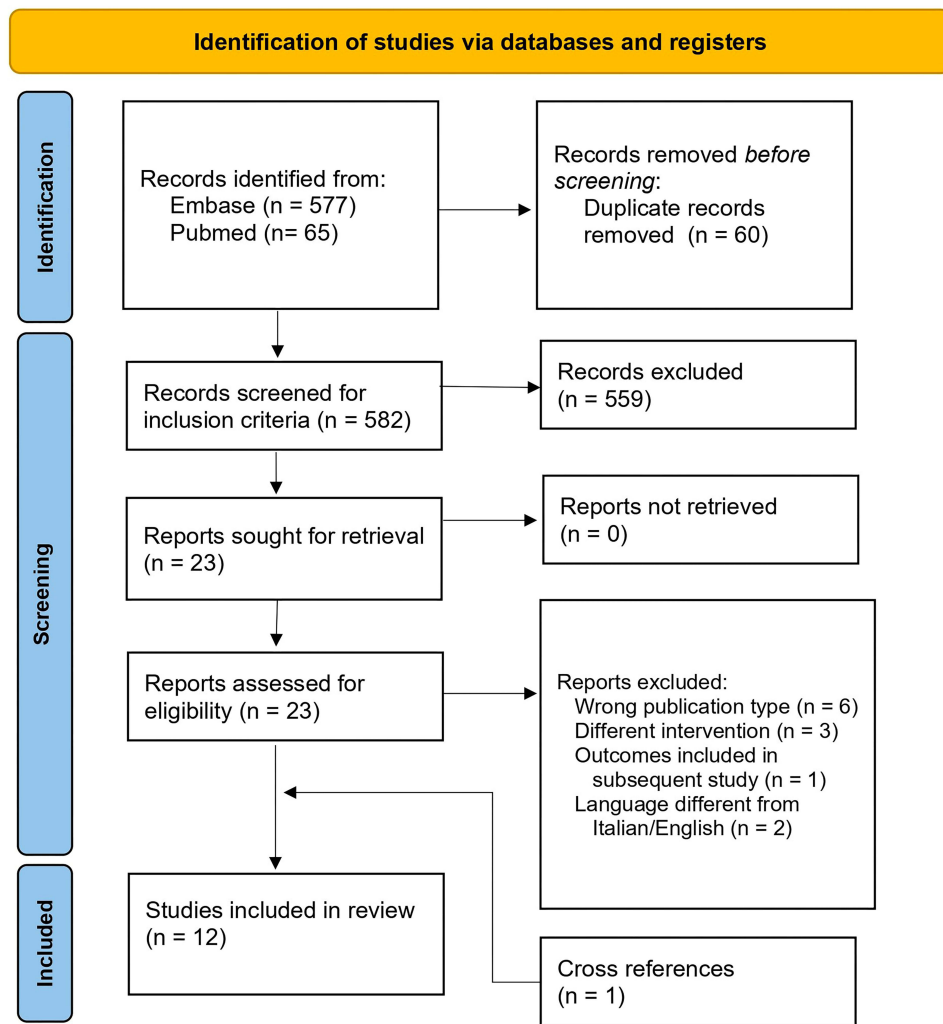 Identification of studies via databases and registers
Identification
Records identified from:
Embase (n = 577)
Pubmed (n= 65)
Records removed before
screening:
Duplicate records
removed (n = 60)
Screening
Records screened for
inclusion criteria (n = 582)
Records excluded
(n = 559)
Reports sought for retrieval
(n = 23)
Reports not retrieved
(n = 0)
Reports assessed for
eligibility (n = 23)
Reports excluded:
Wrong publication type (n = 6)
Different intervention (n = 3)
Outcomes included in
subsequent study (n = 1)
Language different from
Italian/English (n = 2)
Included
Studies included in review
(n = 12)
Cross references
(n = 1)